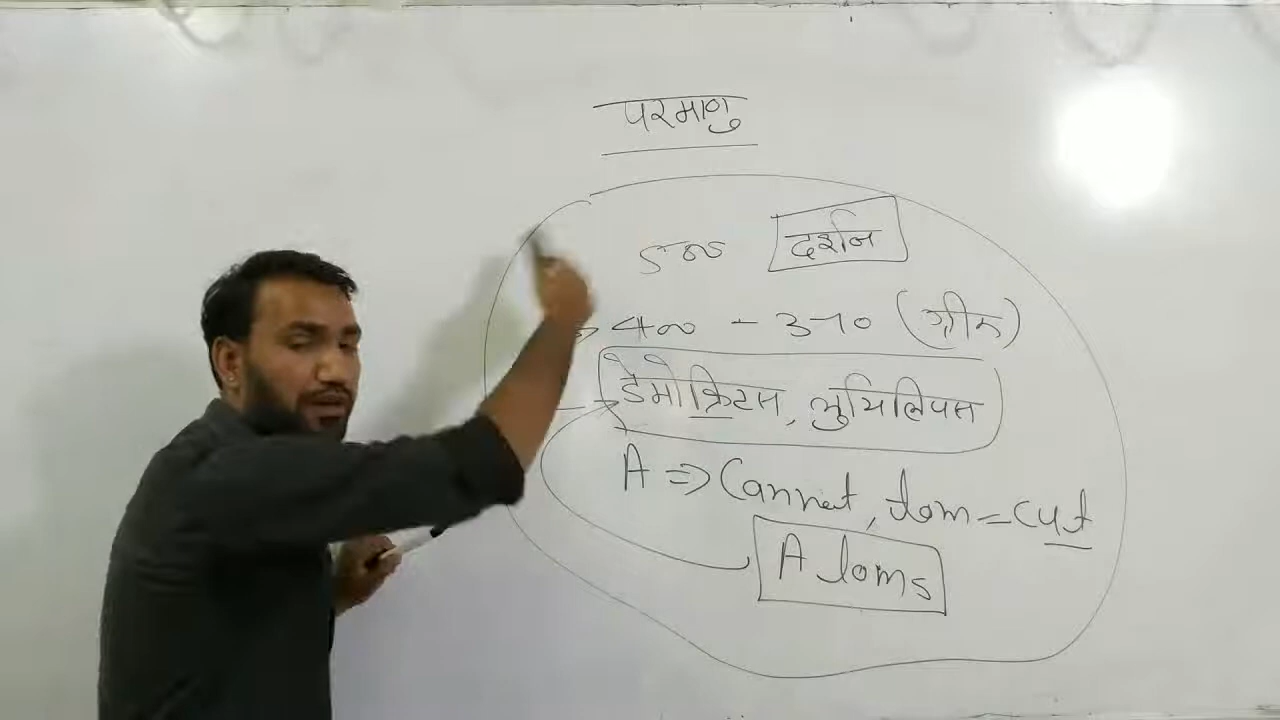 परमाणु
500 दर्शन
400 - 370 (ग्रीक)
डेमोक्रिटस, लुयिलिपस
A => Cannot, tom = cut
Atoms